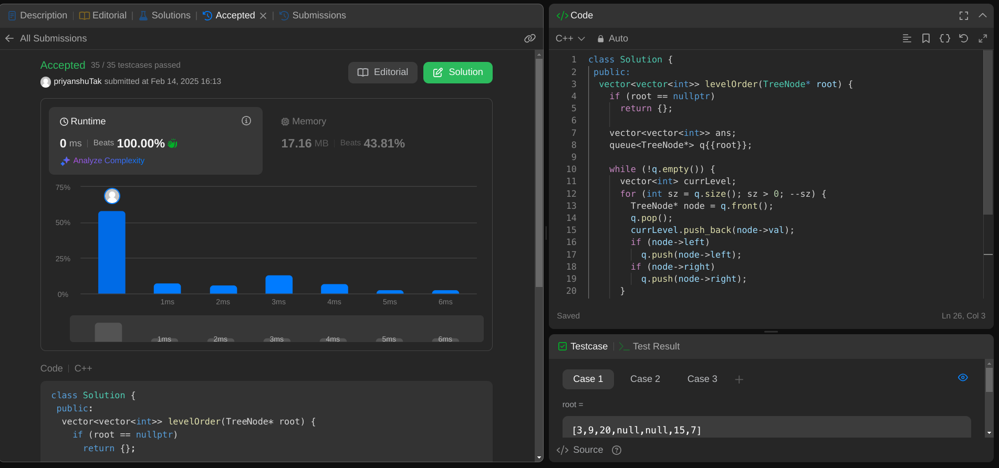 Description | Editorial | Solutions | Accepted | Submissions
All Submissions
Accepted 35 / 35 testcases passed
priyanshuTak submitted at Feb 14, 2025 16:13
Editorial
Solution
Runtime
0 ms | Beats 100.00%
Analyze Complexity
Memory
17.16 MB | Beats 43.81%
75%
50%
25%
0%
1ms 2ms 3ms 4ms 5ms 6ms
1ms 2ms 3ms 4ms 5ms 6ms
Code | C++
class Solution {
 public:
  vector<vector<int>> levelOrder(TreeNode* root) {
    if (root == nullptr)
      return {};
</> Code
C++ Auto
1 class Solution {
2  public:
3   vector<vector<int>> levelOrder(TreeNode* root) {
4     if (root == nullptr)
5       return {};
6
7     vector<vector<int>> ans;
8     queue<TreeNode*> q{{root}};
9
10     while (!q.empty()) {
11       vector<int> currLevel;
12       for (int sz = q.size(); sz > 0; --sz) {
13         TreeNode* node = q.front();
14         q.pop();
15         currLevel.push_back(node->val);
16         if (node->left)
17           q.push(node->left);
18         if (node->right)
19           q.push(node->right);
20       }
Saved
Ln 26, Col 3
Testcase | >_ Test Result
Case 1 Case 2 Case 3 +
root =
[3,9,20,null,null,15,7]
</> Source ?